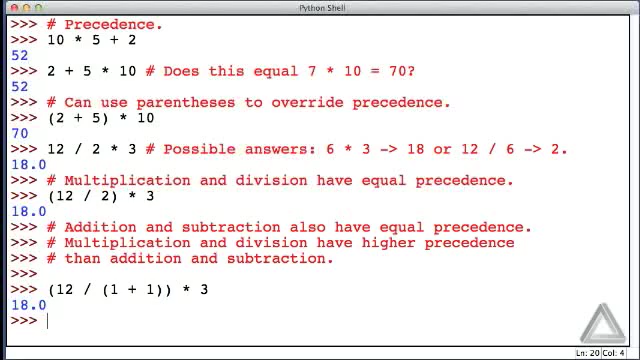 Python Shell
>>> # Precedence.
>>> 10 * 5 + 2
52
>>> 2 + 5 * 10 # Does this equal 7 * 10 = 70?
52
>>> # Can use parentheses to override precedence.
>>> (2 + 5) * 10
70
>>> 12 / 2 * 3 # Possible answers: 6 * 3 -> 18 or 12 / 6 -> 2.
18.0
>>> # Multiplication and division have equal precedence.
>>> (12 / 2) * 3
18.0
>>> # Addition and subtraction also have equal precedence.
>>> # Multiplication and division have higher precedence
>>> # than addition and subtraction.
>>>
>>> (12 / (1 + 1)) * 3
18.0
>>>
Ln: 20 Col: 4